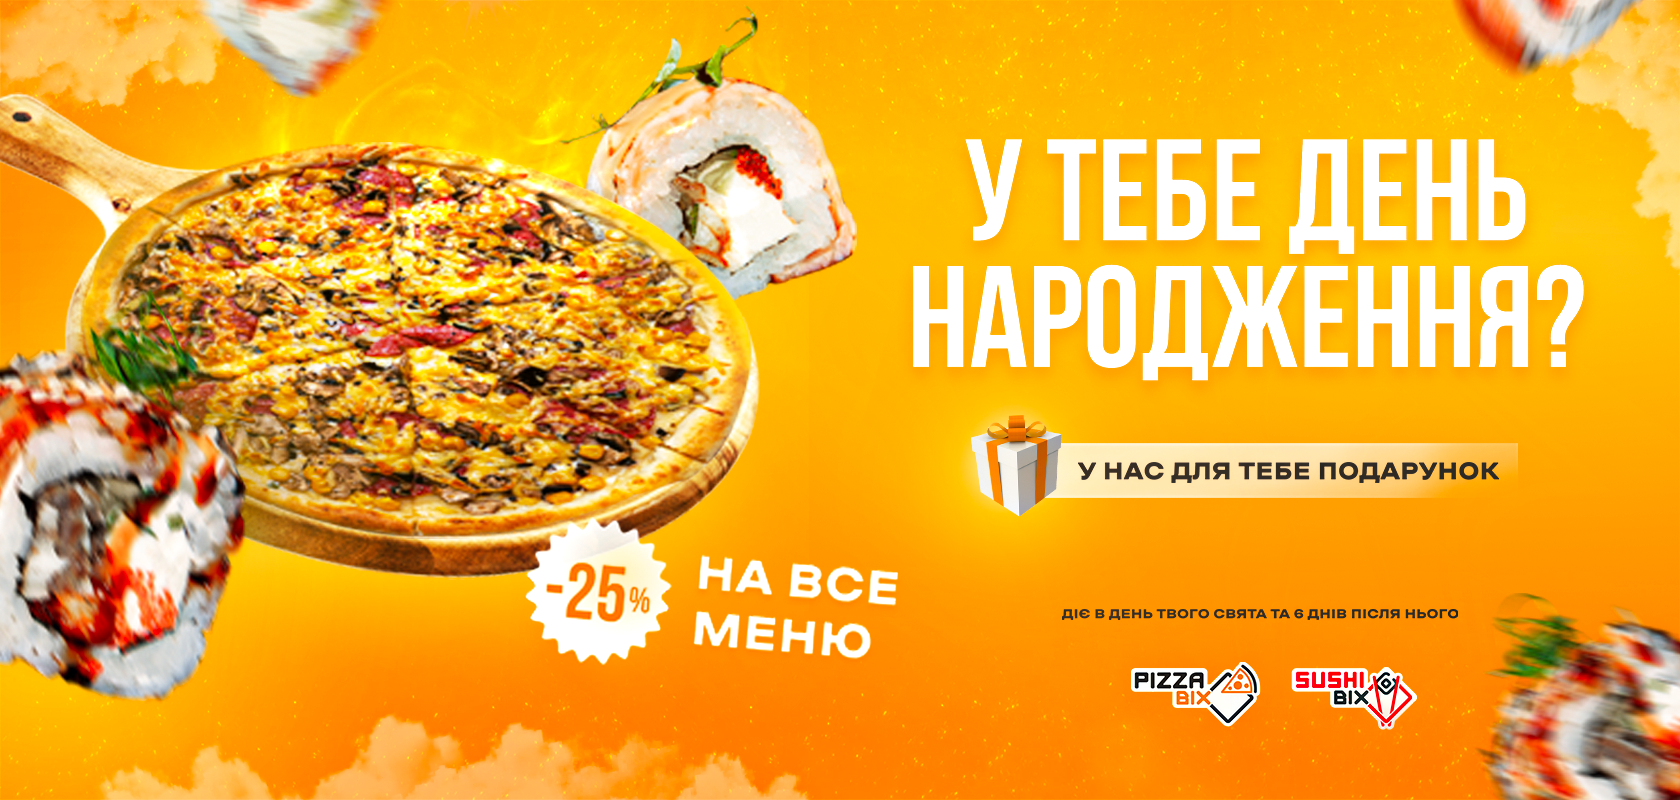 У ТЕБЕ ДЕНЬ
НАРОДЖЕННЯ?
У НАС ДЛЯ ТЕБЕ ПОДАРУНОК
-25%
НА ВСЕ
МЕНЮ
ДІЄ В ДЕНЬ ТВОГО СВЯТА ТА 6 ДНІВ ПІСЛЯ НЬОГО
PIZZA
BIX
SUSHI
BIX